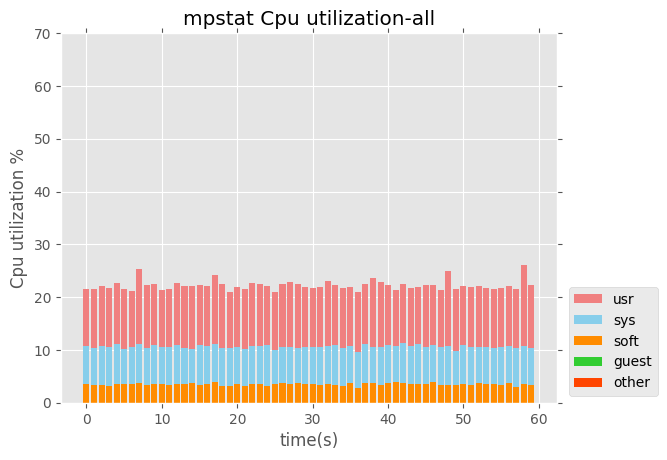 mpstat Cpu utilization-all
70
60
50
40
30
20
10
0
Cpu utilization %
0 10 20 30 40 50 60
time(s)
usr
sys
soft
guest
other